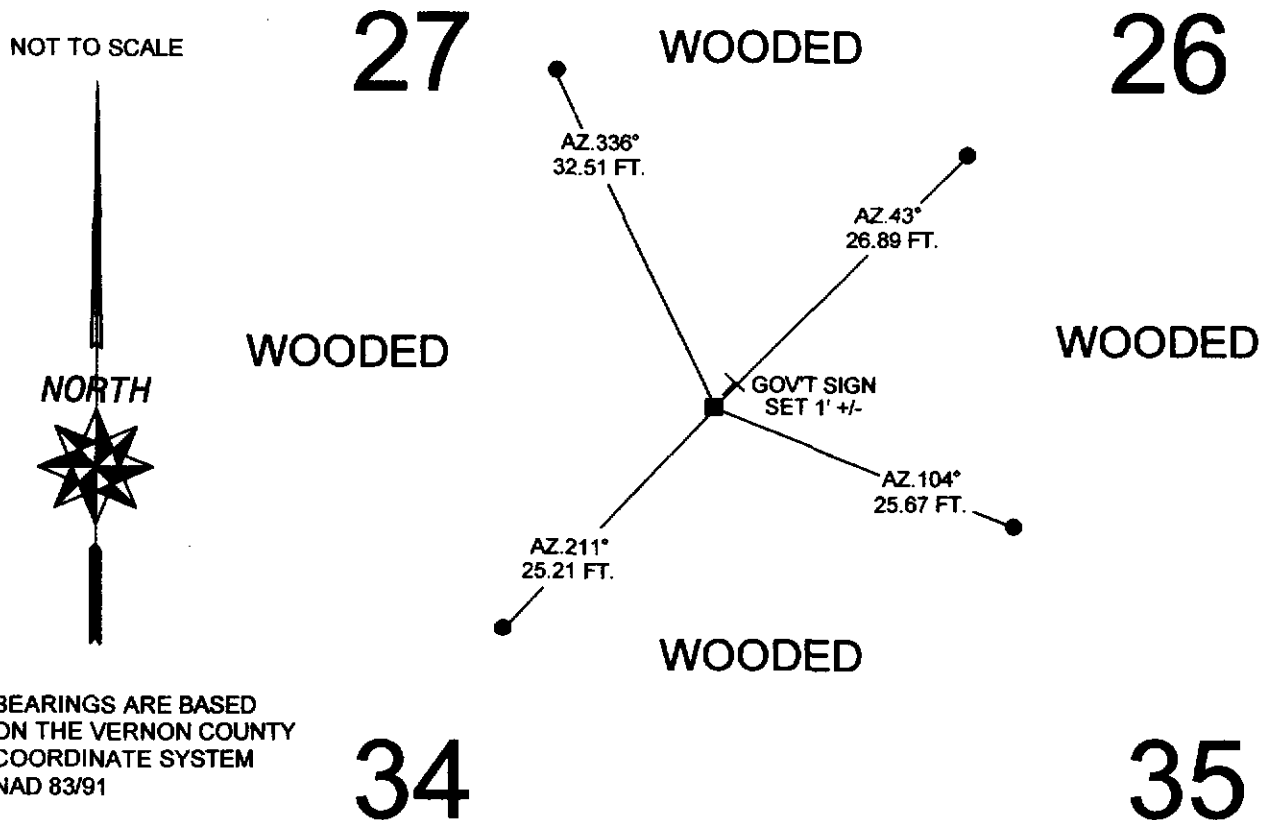 NOT TO SCALE
27
WOODED
26
AZ.336°
32.51 FT.
AZ.43°
26.89 FT.
WOODED
WOODED
NORTH
GOV'T SIGN
SET 1' +/-
AZ.104°
25.67 FT.
AZ.211°
25.21 FT.
WOODED
BEARINGS ARE BASED
ON THE VERNON COUNTY
COORDINATE SYSTEM
NAD 83/91
34
35